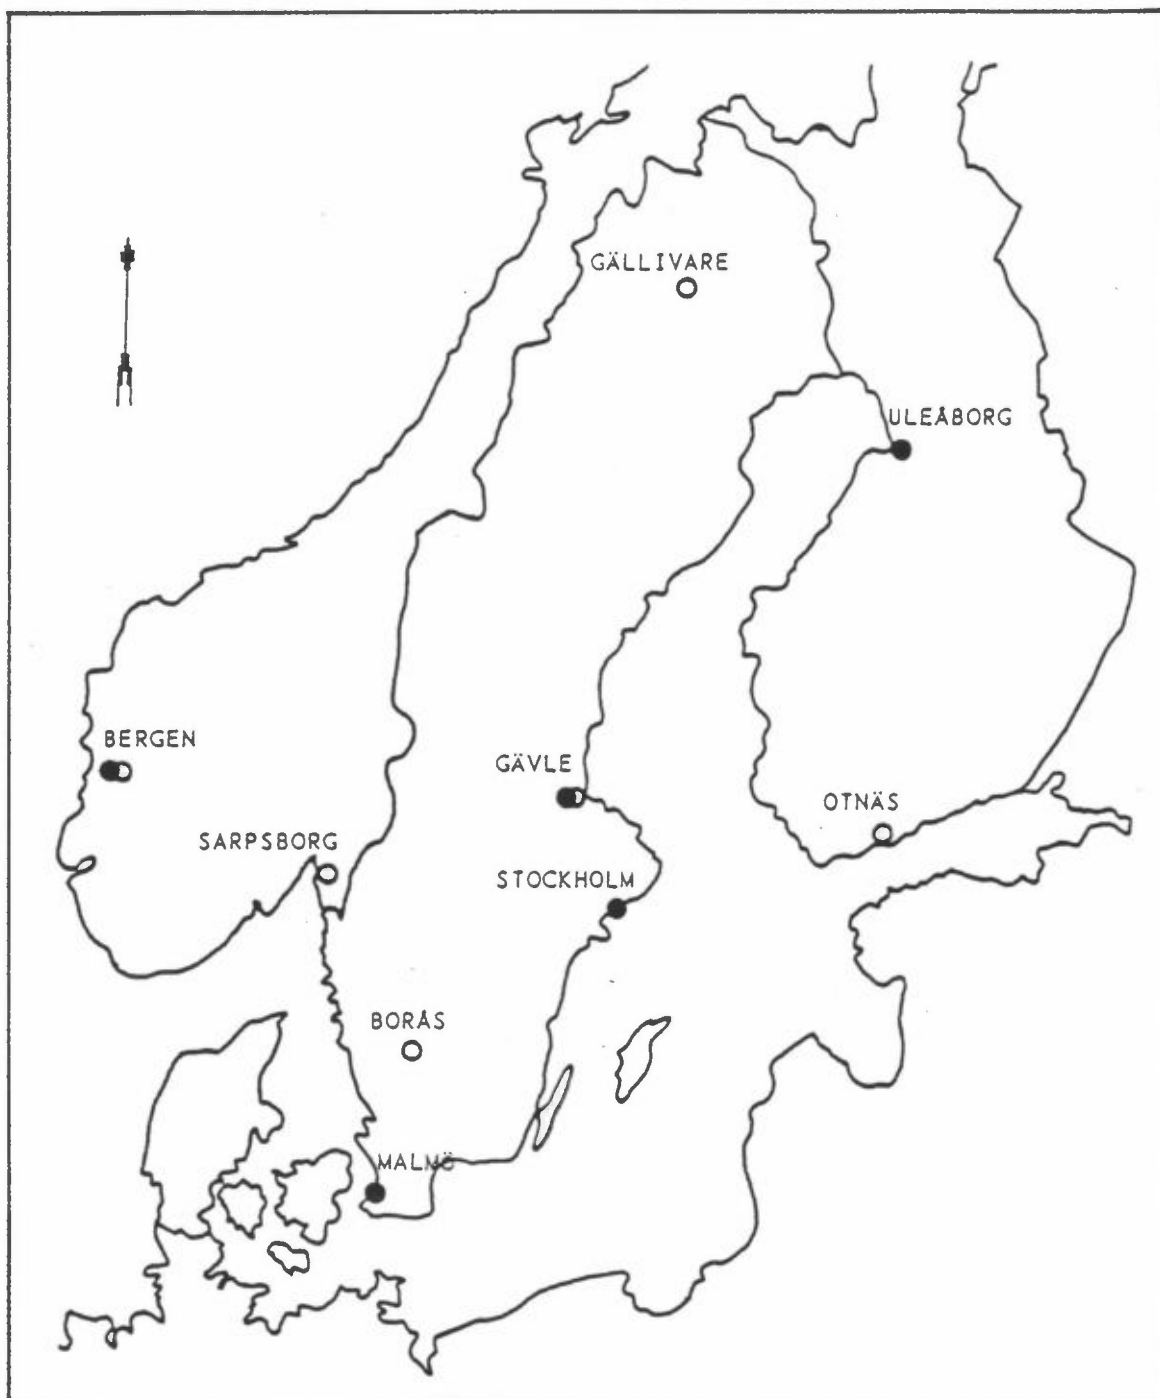 GÄLLIVARE
ULEÅBORG
BERGEN
GÄVLE
OTNÄS
SARPSBORG
STOCKHOLM
BORÅS
MALMÖ